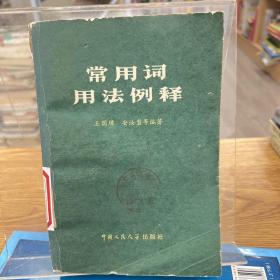 常用词
用法例释
王国璋 安汝磐等编著
中国人民大学出版社